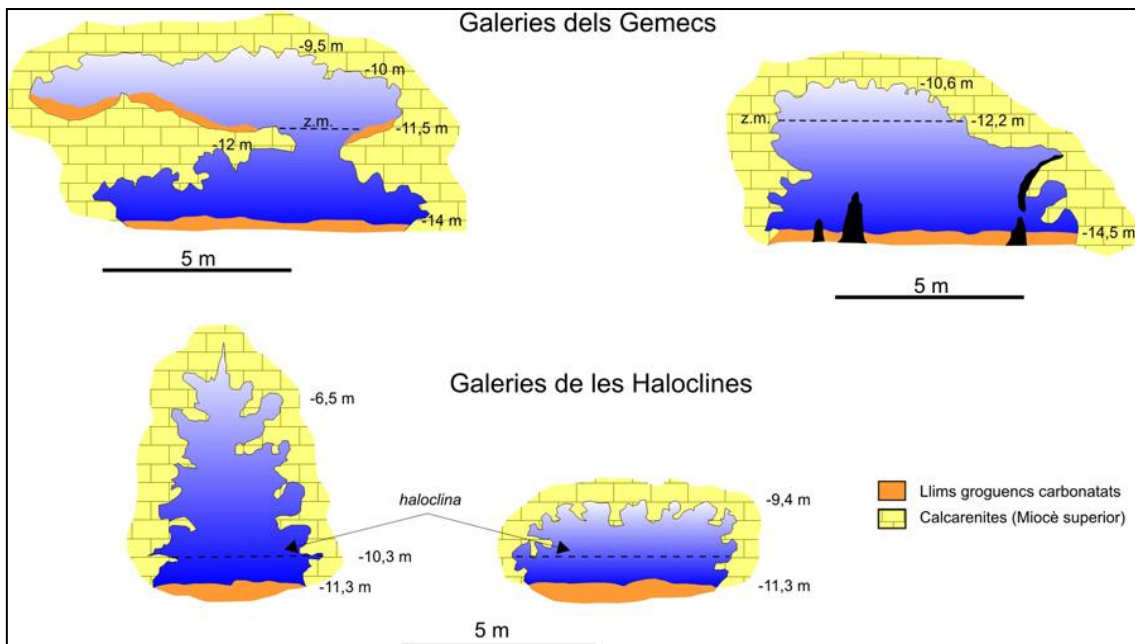 Galeries dels Gemecs
-9,5 m
-10 m
z.m.
-11,5 m
-12 m
-14 m
5 m
-10,6 m
z.m.
-12,2 m
-14,5 m
5 m
Galeries de les Haloclines
-6,5 m
haloclina
-10,3 m
-11,3 m
-9,4 m
-11,3 m
5 m
Llims groguencs carbonatats
Calcarenites (Miocè superior)